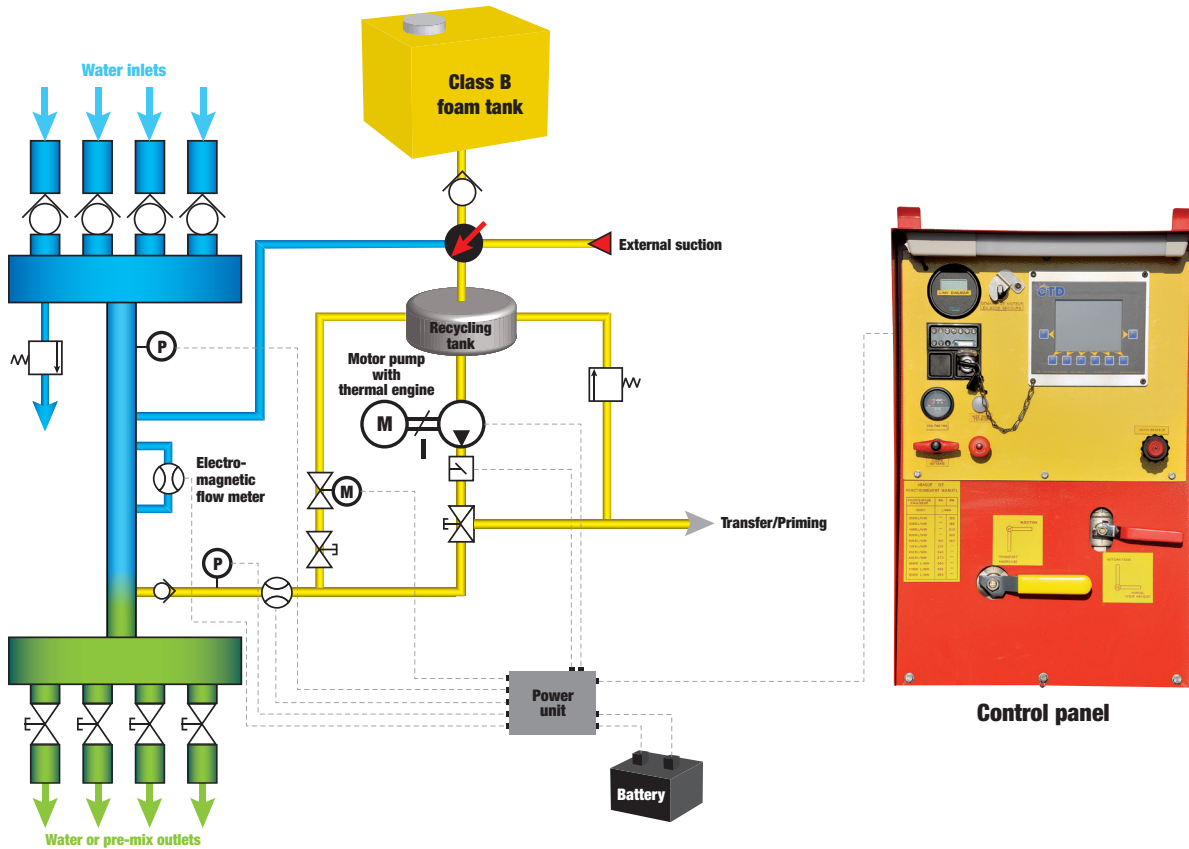 Water inlets
Class B
foam tank
External suction
Recycling
tank
P
Motor pump
with
thermal engine
M
Electro-
magnetic
flow meter
M
Transfer/Priming
P
Power
unit
Battery
Water or pre-mix outlets
CTD
Control panel